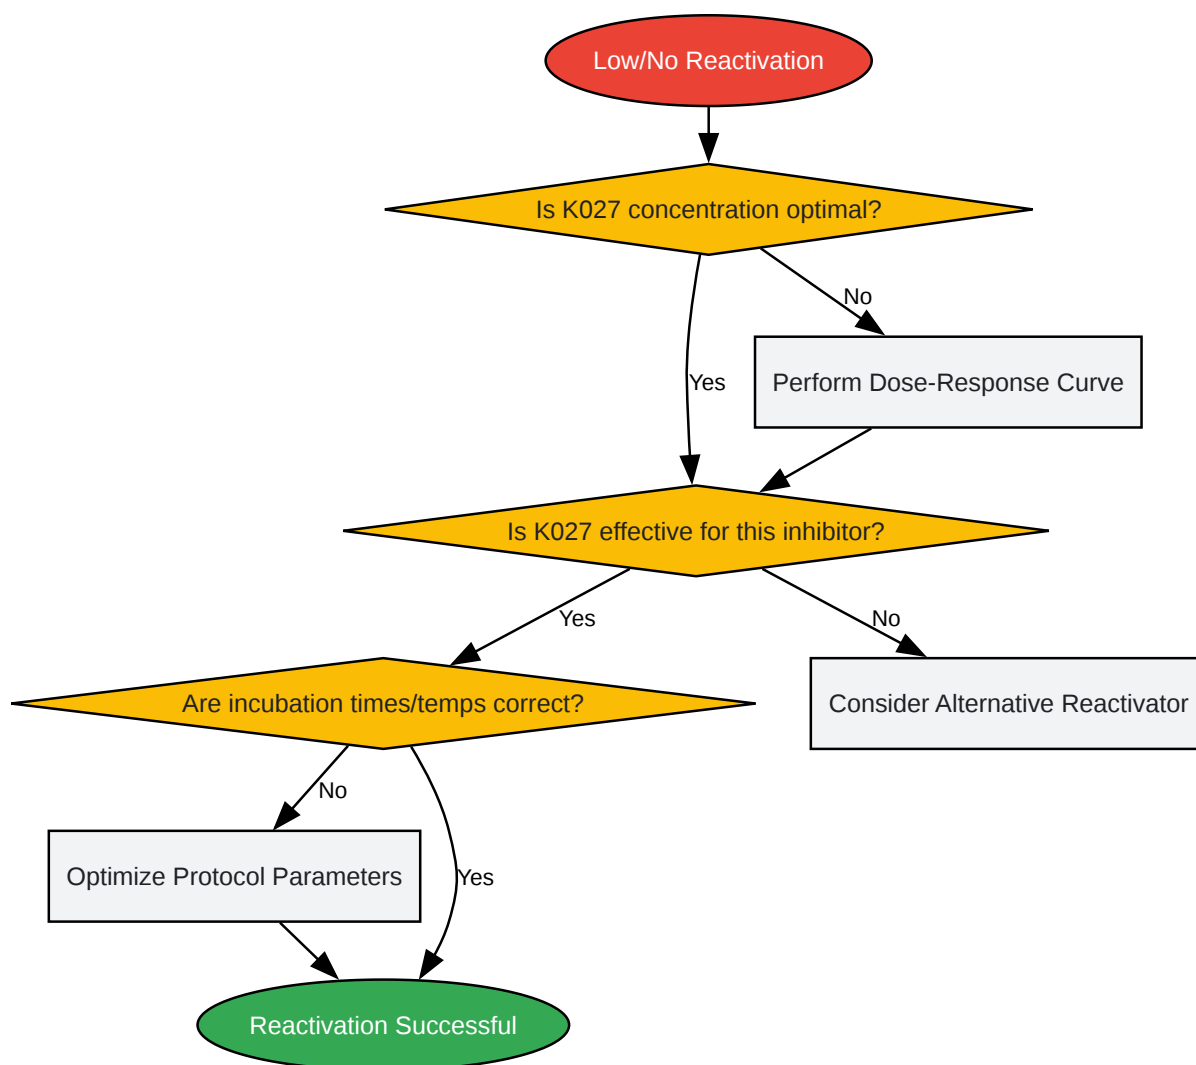 Low/No Reactivation
Is K027 concentration optimal?
No
Perform Dose-Response Curve
Yes
Is K027 effective for this inhibitor?
Yes
No
Are incubation times/temps correct?
Consider Alternative Reactivator
No
Optimize Protocol Parameters
Yes
Reactivation Successful